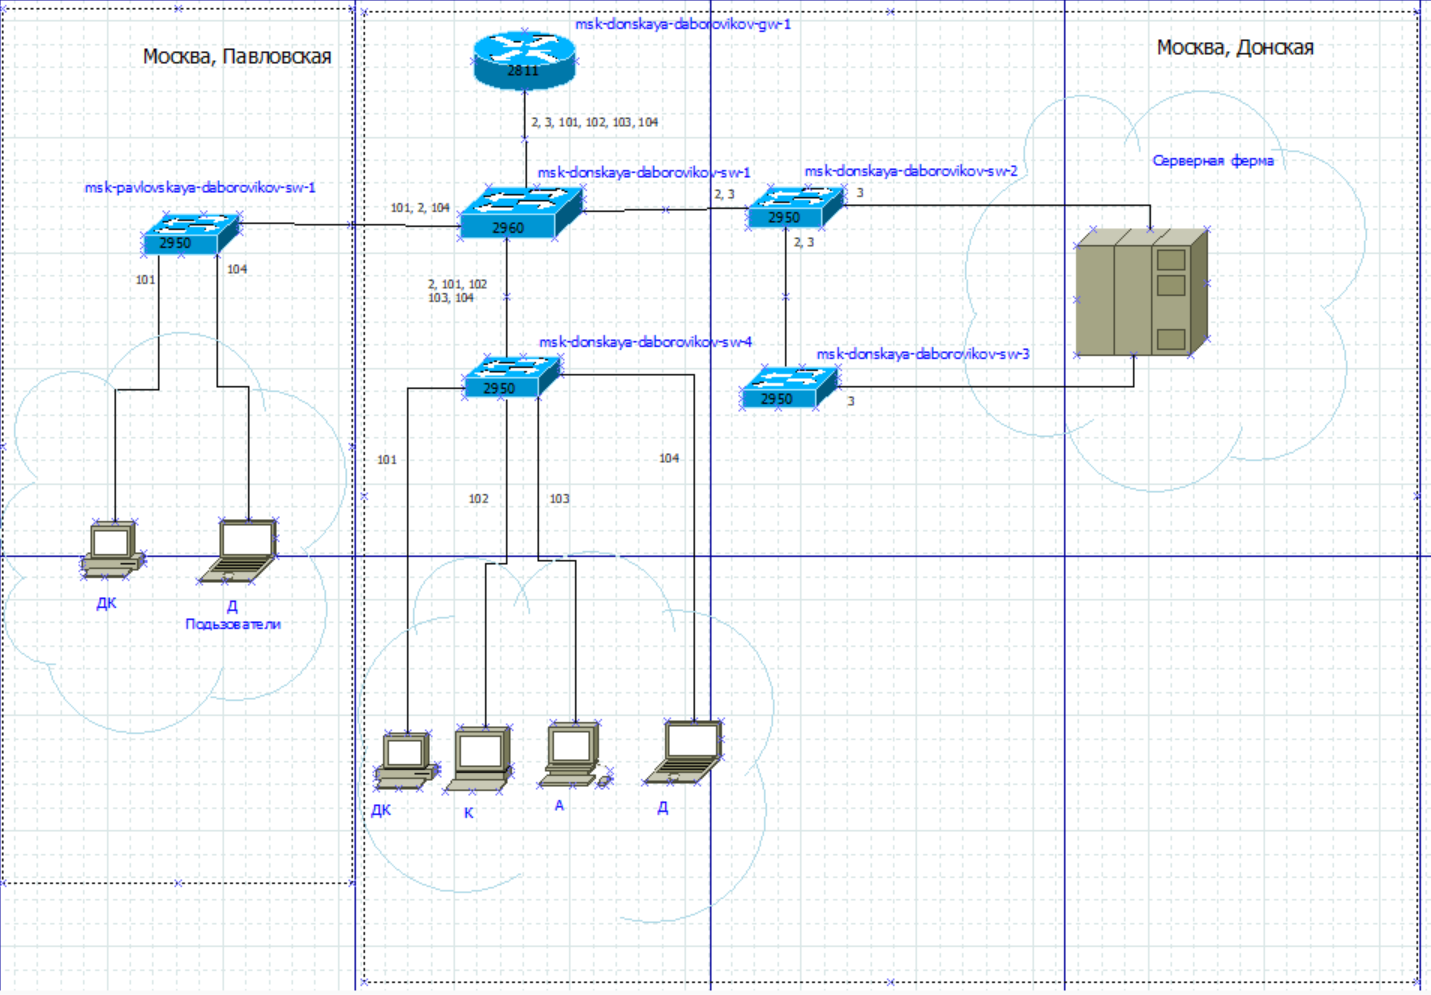 msk-donskaya-daborovikov-gw-1
Москва, Павловская
Москва, Донская
2811
2, 3, 101, 102, 103, 104
Серверная ферма
msk-pavlovskaya-daborovikov-sw-1
msk-donskaya-daborovikov-sw-1
msk-donskaya-daborovikov-sw-2
2, 3
3
101, 2, 104
2950
2960
2950
2, 3
101
104
2, 101, 102
103, 104
msk-donskaya-daborovikov-sw-4
msk-donskaya-daborovikov-sw-3
2950
2950
3
101
104
102
103
ДК
Д
Пользователи
ДК
К
А
Д